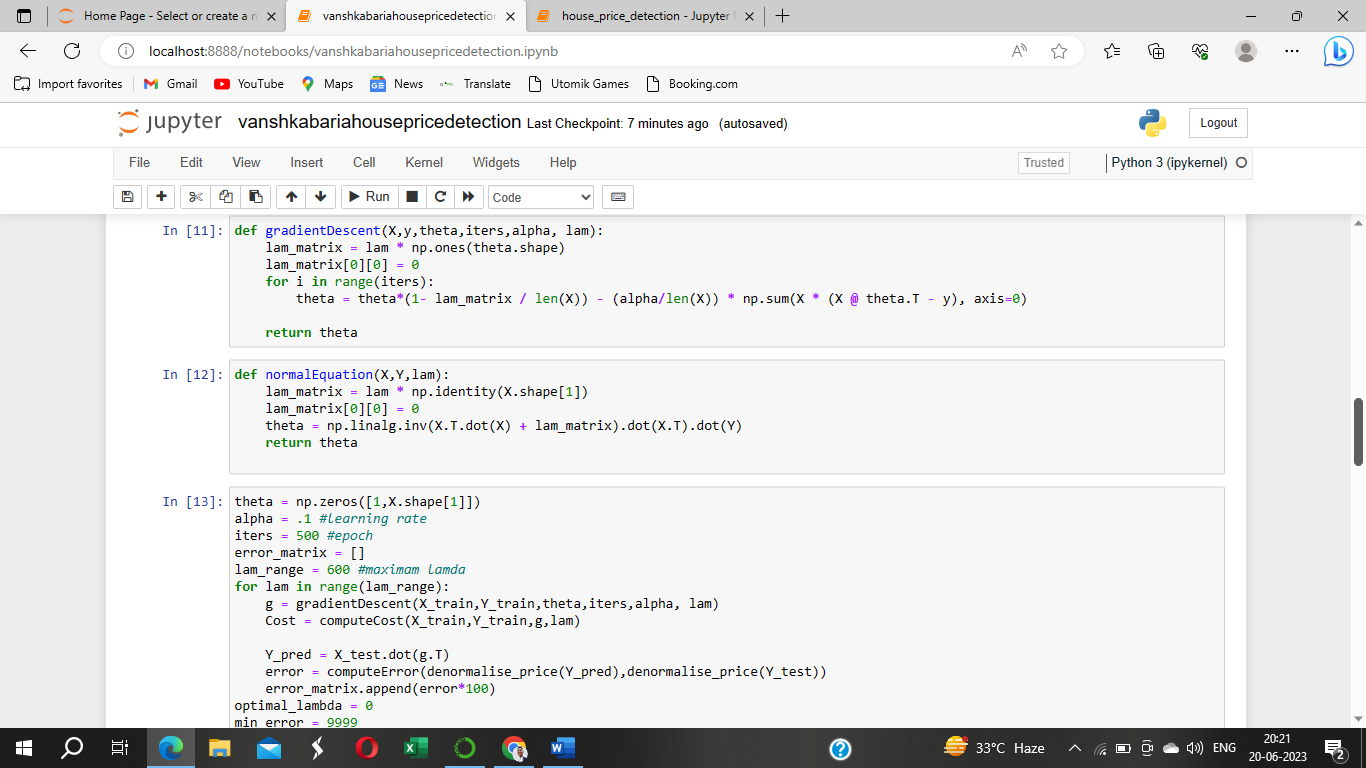 Home Page - Select or create a n
vanshkabariahousepricedetection
house_price_detection - Jupyter
localhost:8888/notebooks/vanshkabariahousepricedetection.ipynb
Import favorites
Gmail
YouTube
Maps
News
Translate
Utomik Games
Booking.com
jupyter vanshkabariahousepricedetection Last Checkpoint: 7 minutes ago (autosaved)
Logout
File Edit View Insert Cell Kernel Widgets Help
Trusted
Python 3 (ipykernel)
Run
Code
In [11]: def gradientDescent(X,y,theta,iters,alpha, lam):
lam_matrix = lam * np.ones(theta.shape)
lam_matrix[0][0] = 0
for i in range(iters):
theta = theta*(1- lam_matrix / len(X)) - (alpha/len(X)) * np.sum(X * (X @ theta.T - y), axis=0)
return theta
In [12]: def normalEquation(X,Y,lam):
lam_matrix = lam * np.identity(X.shape[1])
lam_matrix[0][0] = 0
theta = np.linalg.inv(X.T.dot(X) + lam_matrix).dot(X.T).dot(Y)
return theta
In [13]: theta = np.zeros([1,X.shape[1]])
alpha = .1 #learning rate
iters = 500 #epoch
error_matrix = []
lam_range = 600 #maximam lamda
for lam in range(lam_range):
g = gradientDescent(X_train,Y_train,theta,iters,alpha, lam)
Cost = computeCost(X_train,Y_train,g,lam)
Y_pred = X_test.dot(g.T)
error = computeError(denormalise_price(Y_pred),denormalise_price(Y_test))
error_matrix.append(error*100)
optimal_lambda = 0
min_error = 9999
33°C Haze
ENG
20:21
20-06-2023
2